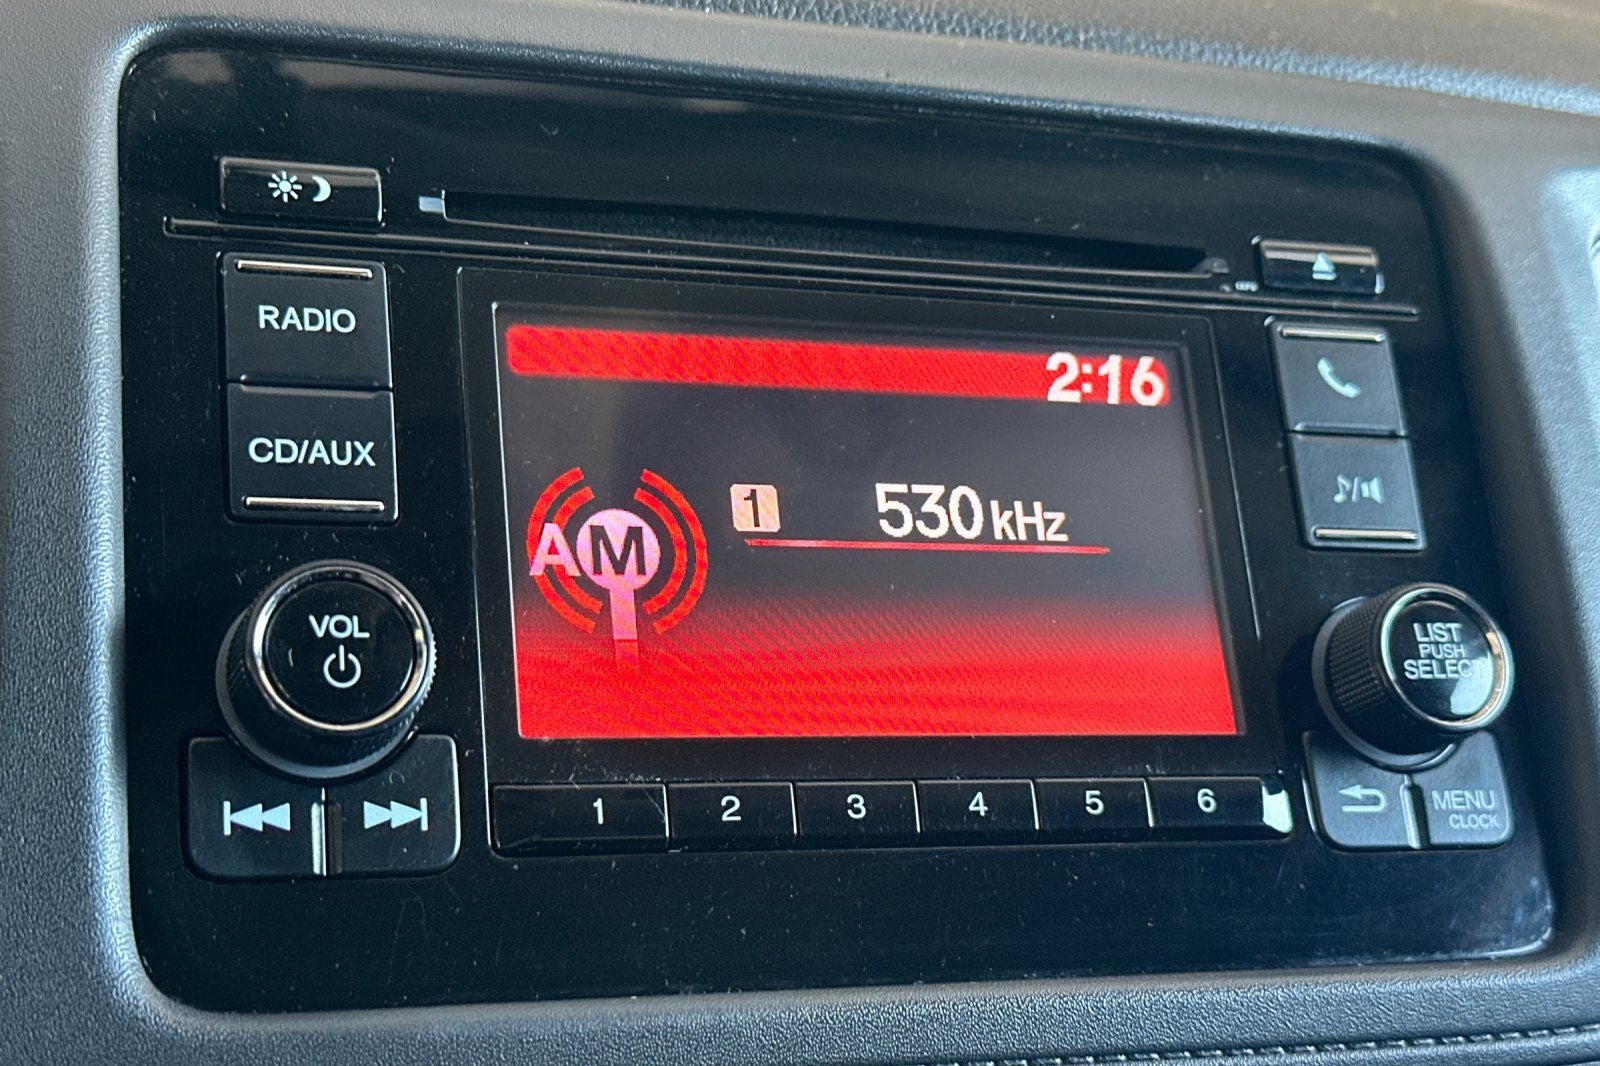 RADIO
CD/AUX
VOL
2:16
AM
1 530 kHz
LIST
PUSH
SELECT
1 2 3 4 5 6
MENU
CLOCK